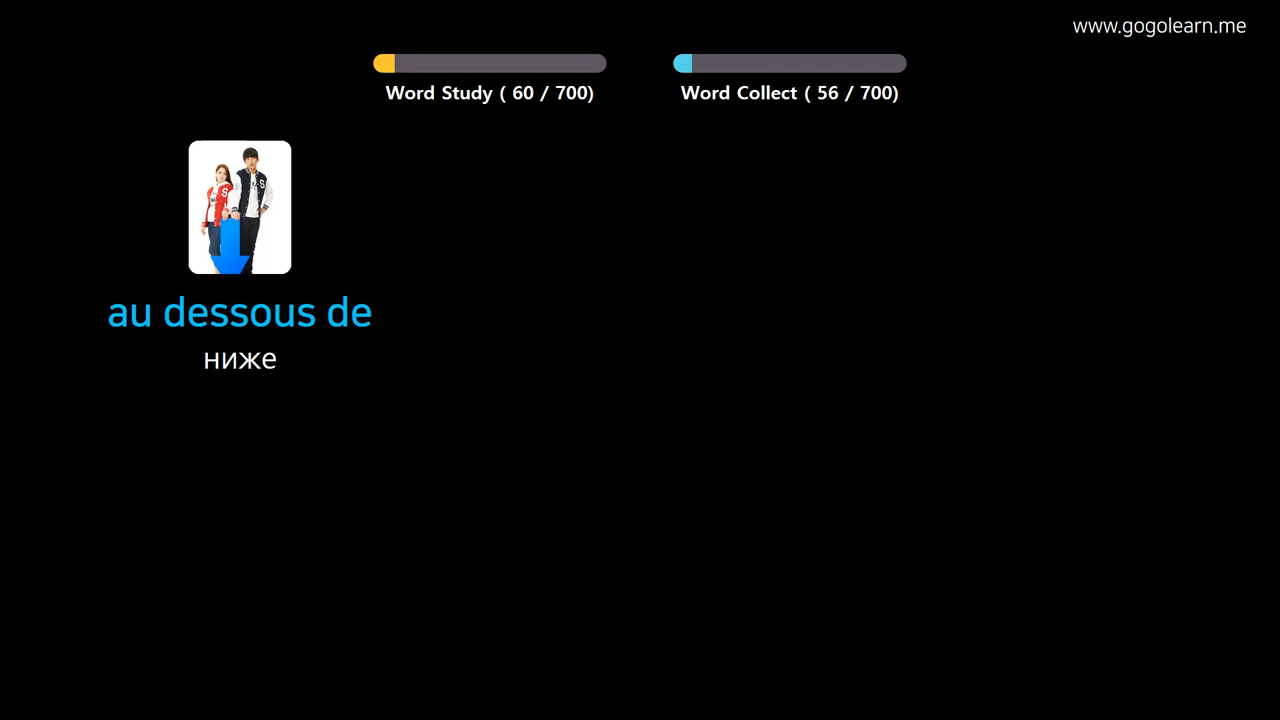 www.gogolearn.me
Word Study ( 60 / 700)
Word Collect ( 56 / 700)
au dessous de
ниже